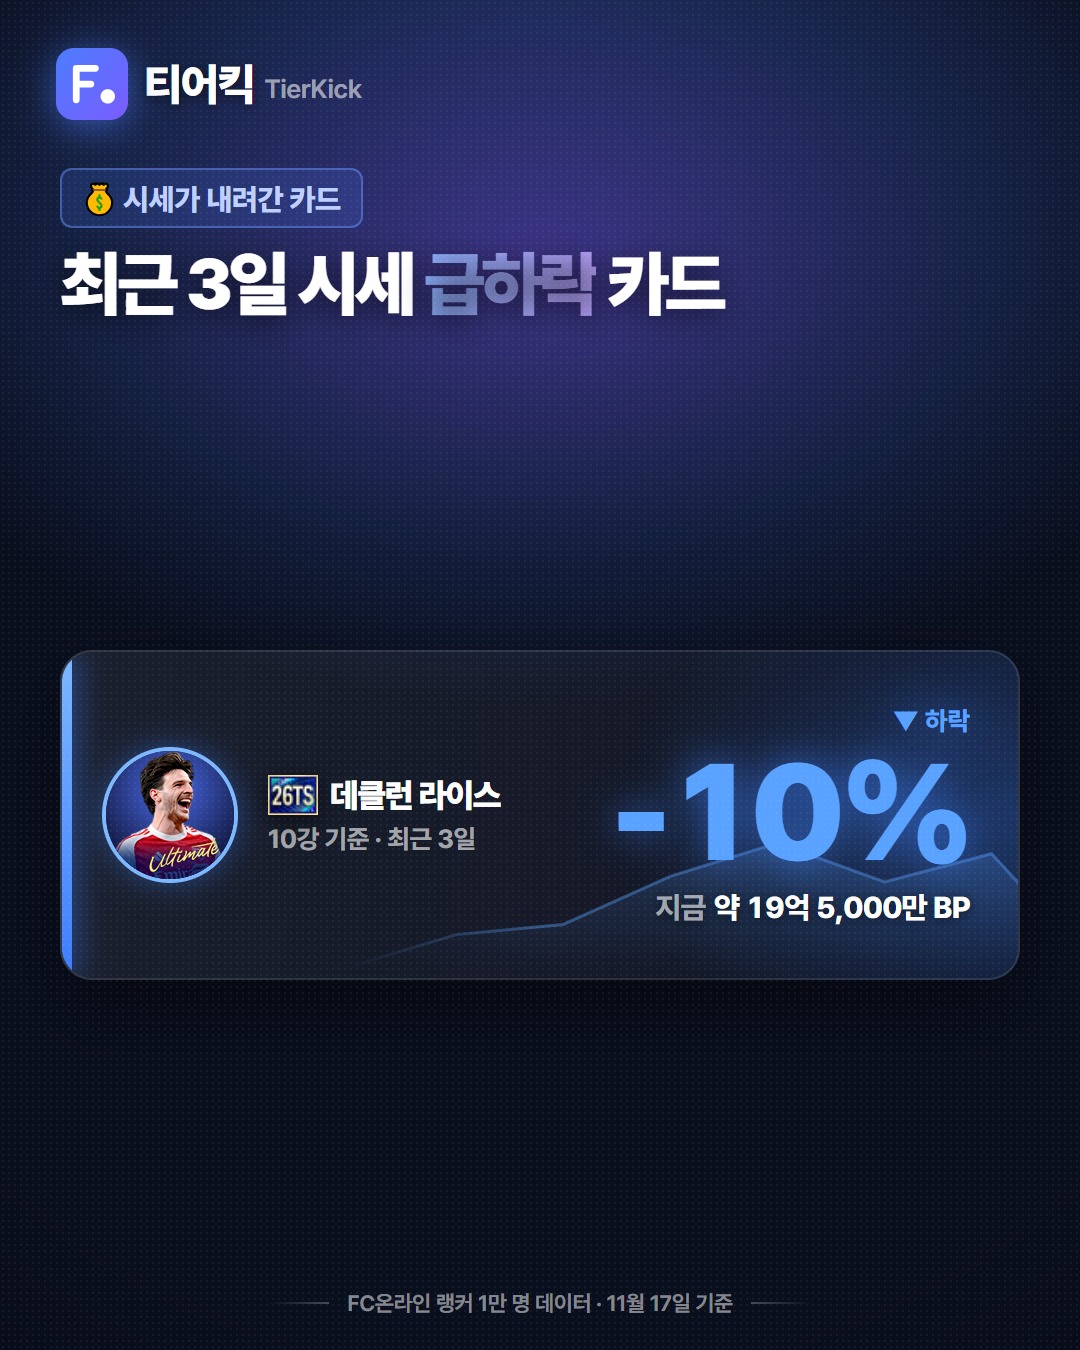 F.
티어킥 TierKick
시세가 내려간 카드
최근 3일 시세 급하락 카드
▼ 하락
-10%
26TS 데클런 라이스
10강 기준 · 최근 3일
Ultimate
지금 약 19억 5,000만 BP
FC온라인 랭커 1만 명 데이터 · 11월 17일 기준